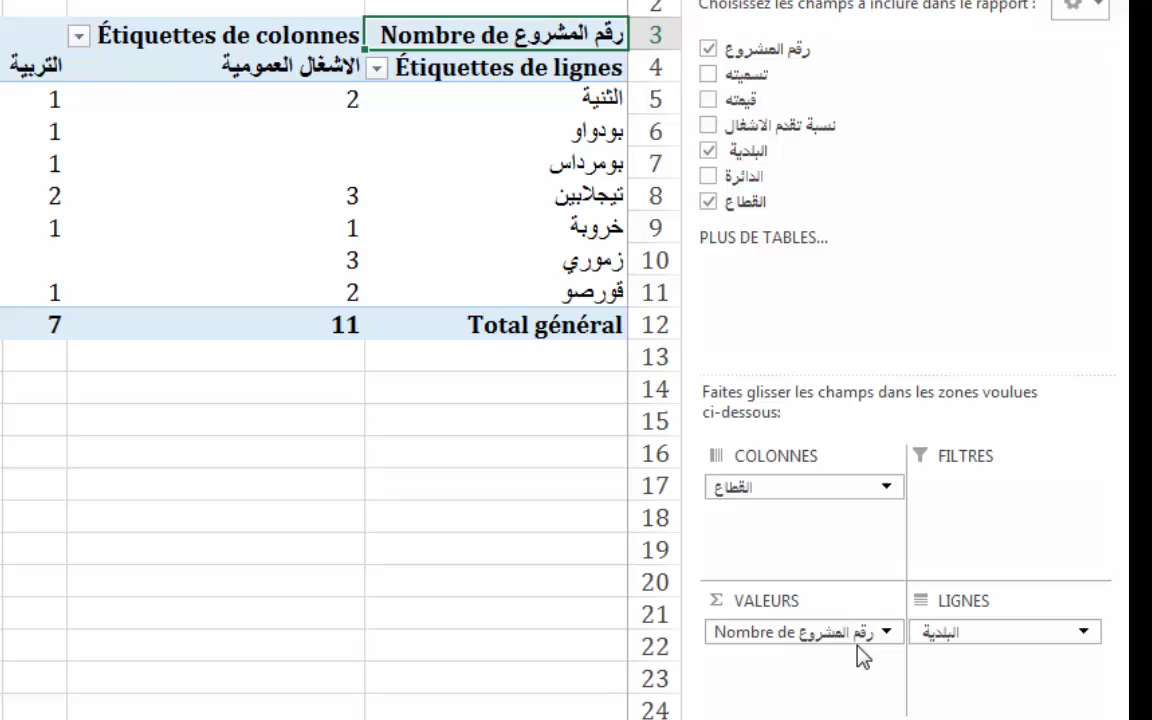 Choisissez les champs à inclure dans le rapport :
2
3 Nombre de رقم المشروع Étiquettes de colonnes
4 Étiquettes de lignes الاشغال العمومية التربية
5 الثنية 2 1
6 بودواو 1
7 بومرداس 1
8 تيجلابين 3 2
9 خروبة 1 1
10 زموري 3
11 قورصو 2 1
12 Total général 11 7
13
14
15
16
17
18
19
20
21
22
23
24
رقم المشروع
تسميته
قيمته
نسبة تقدم الاشغال
البلدية
الدائرة
القطاع
PLUS DE TABLES...
Faites glisser les champs dans les zones voulues
ci-dessous:
COLONNES
القطاع
FILTRES
Σ VALEURS
Nombre de رقم المشروع
LIGNES
البلدية